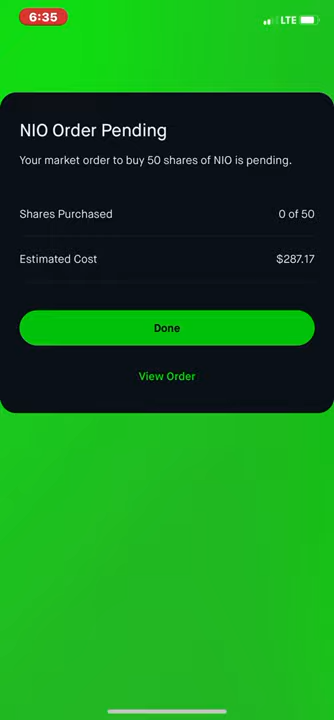 6:35
LTE
NIO Order Pending
Your market order to buy 50 shares of NIO is pending.
Shares Purchased 0 of 50
Estimated Cost $287.17
Done
View Order